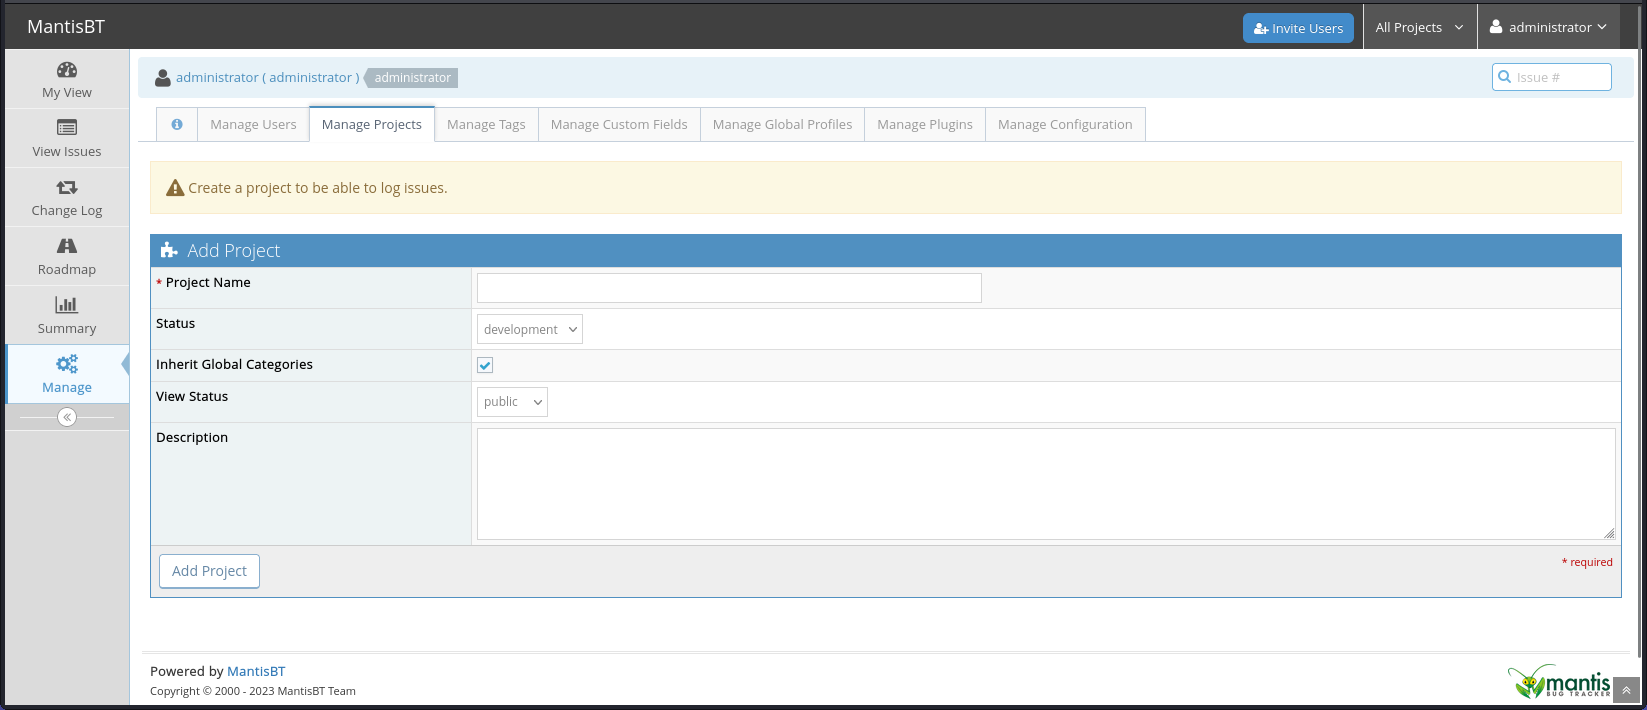 MantisBT
Invite Users
All Projects
administrator
My View
View Issues
Change Log
Roadmap
Summary
Manage
administrator ( administrator ) administrator
Issue #
Manage Users
Manage Projects
Manage Tags
Manage Custom Fields
Manage Global Profiles
Manage Plugins
Manage Configuration
Create a project to be able to log issues.
Add Project
* Project Name
Status
development
Inherit Global Categories
View Status
public
Description
Add Project
* required
Powered by MantisBT
Copyright © 2000 - 2023 MantisBT Team
mantis
BUG TRACKER